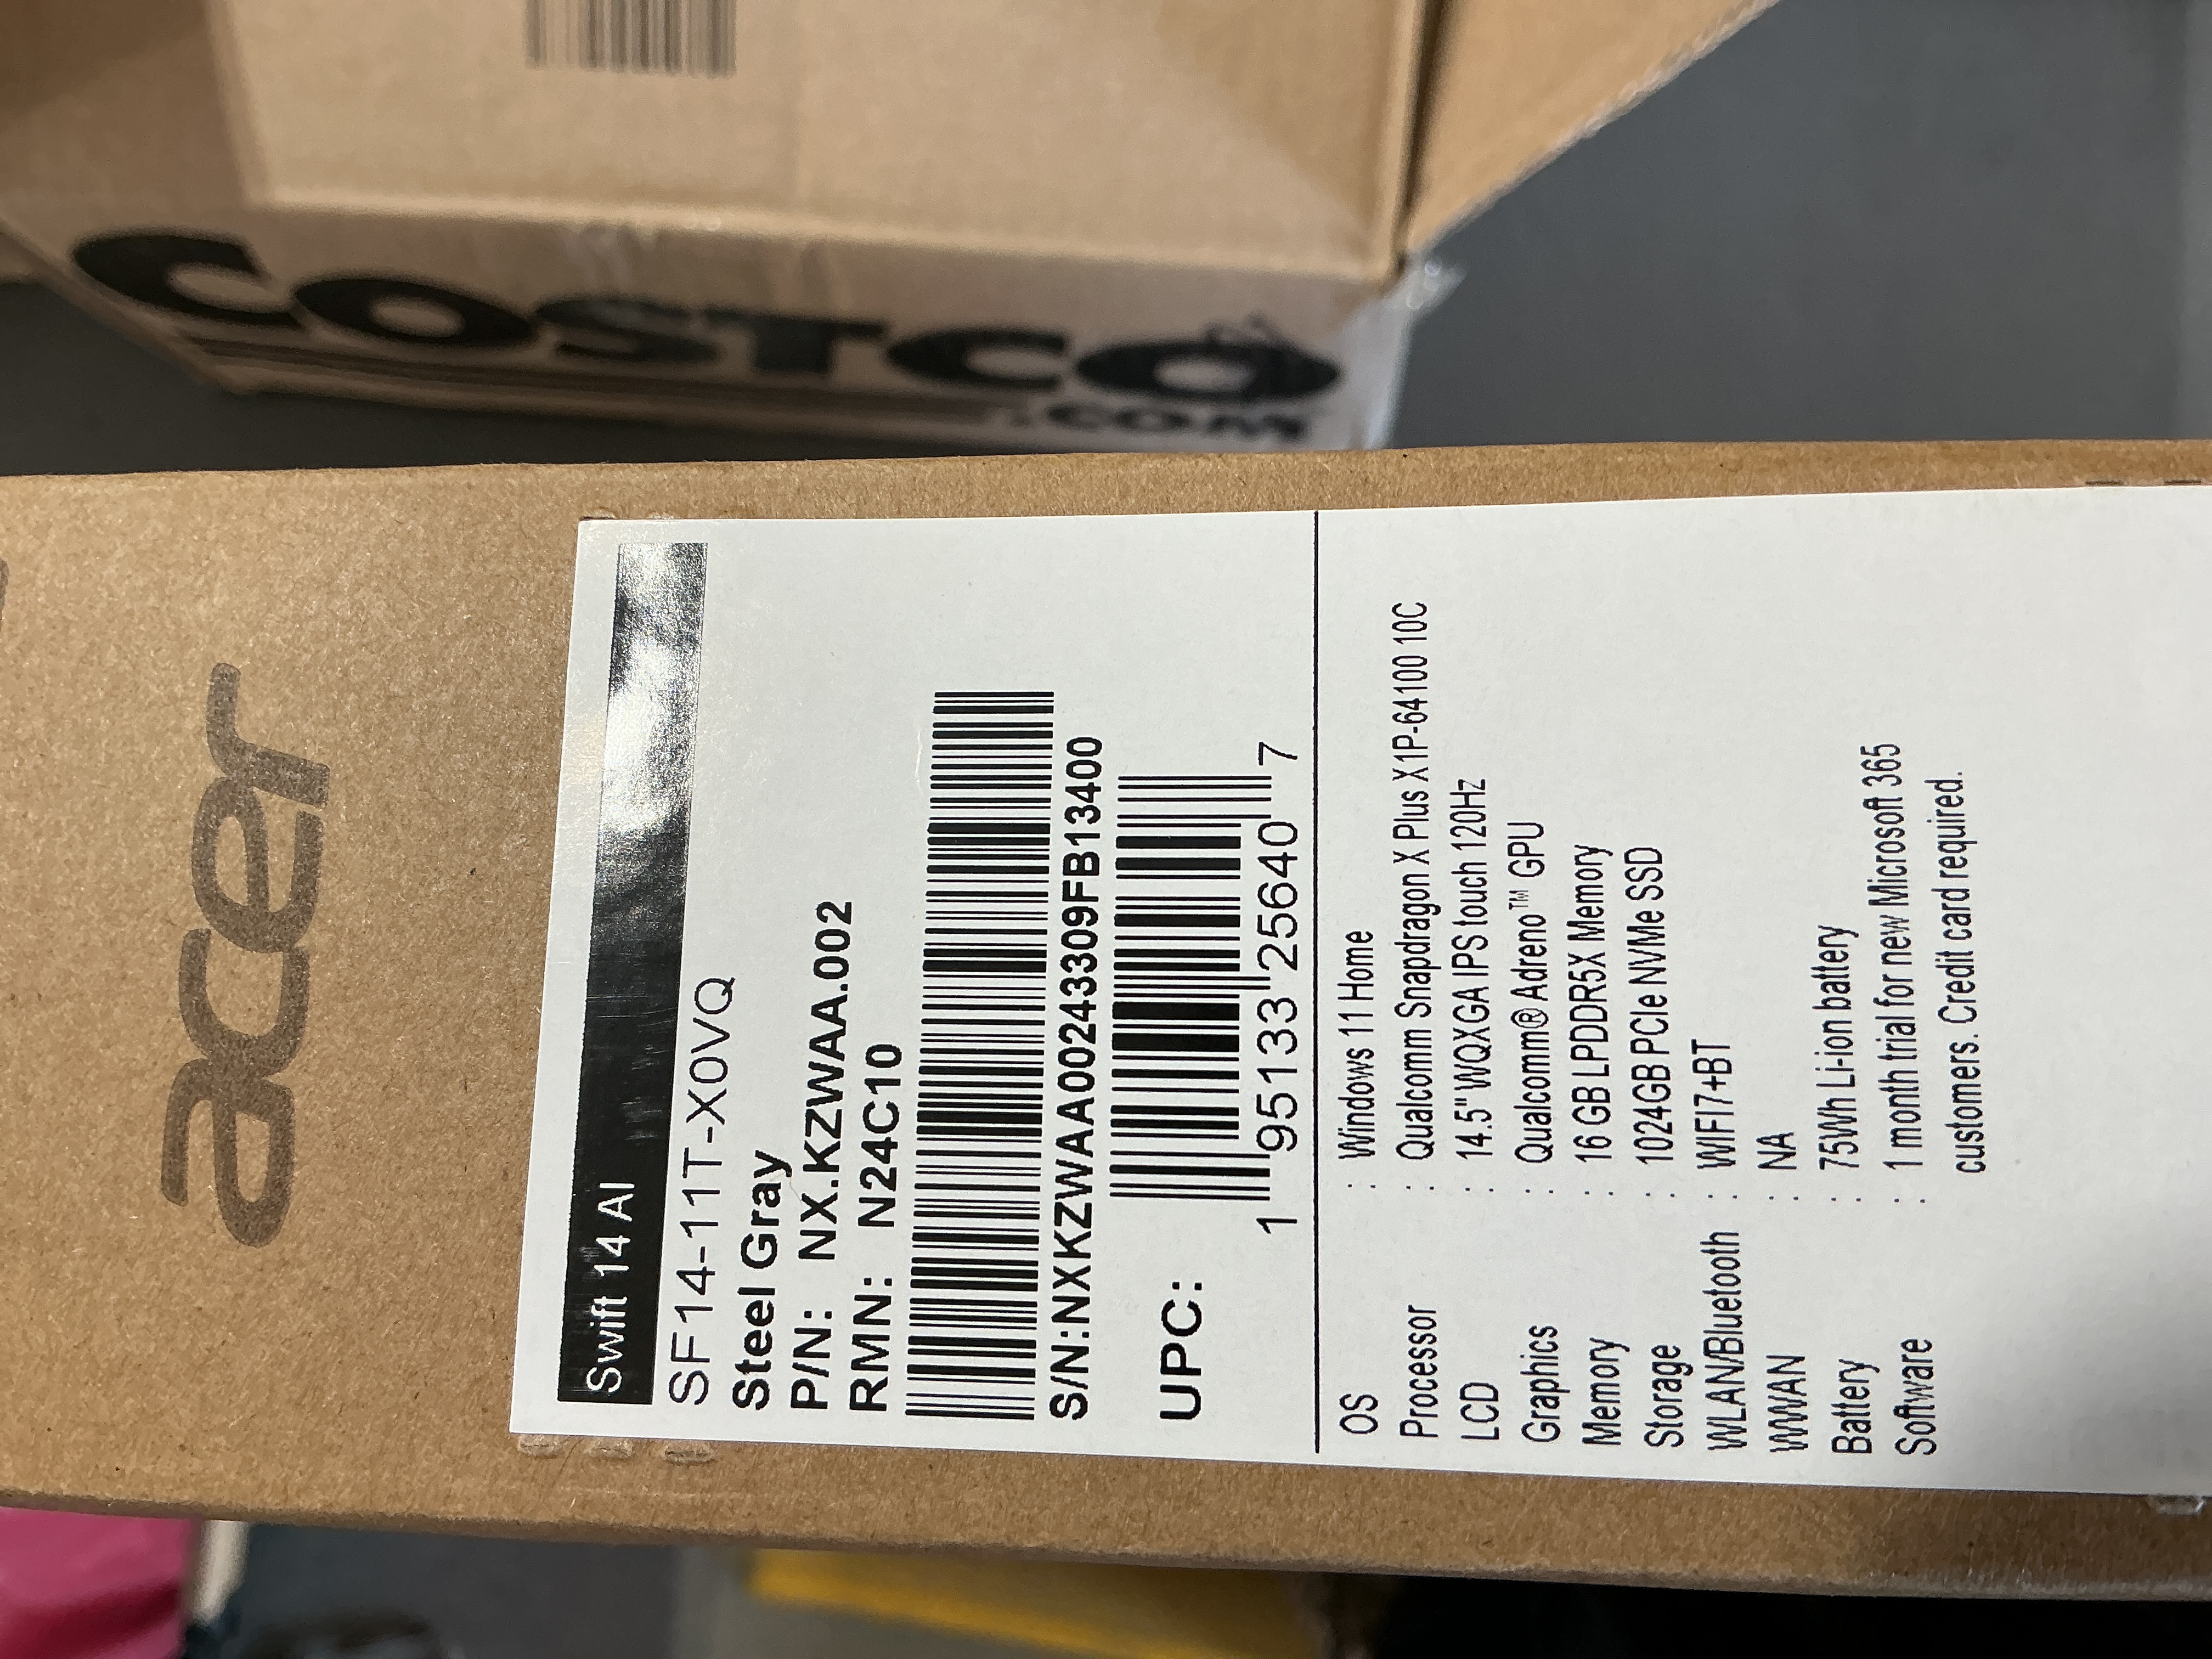 COSTCO
.COM
acer
Swift 14 AI
SF14-11T-X0VQ
Steel Gray
P/N: NX.KZWAA.002
RMN: N24C10
S/N:NXKZWAA00243309FB13400
UPC:
1 95133 25640 7
OS : Windows 11 Home
Processor : Qualcomm Snapdragon X Plus X1P-64100 10C
LCD : 14.5" WQXGA IPS touch 120Hz
Graphics : Qualcomm® Adreno™ GPU
Memory : 16 GB LPDDR5X Memory
Storage : 1024GB PCIe NVMe SSD
WLAN/Bluetooth : WIFI7+BT
WWAN : NA
Battery : 75Wh Li-ion battery
Software : 1 month trial for new Microsoft 365
customers. Credit card required.